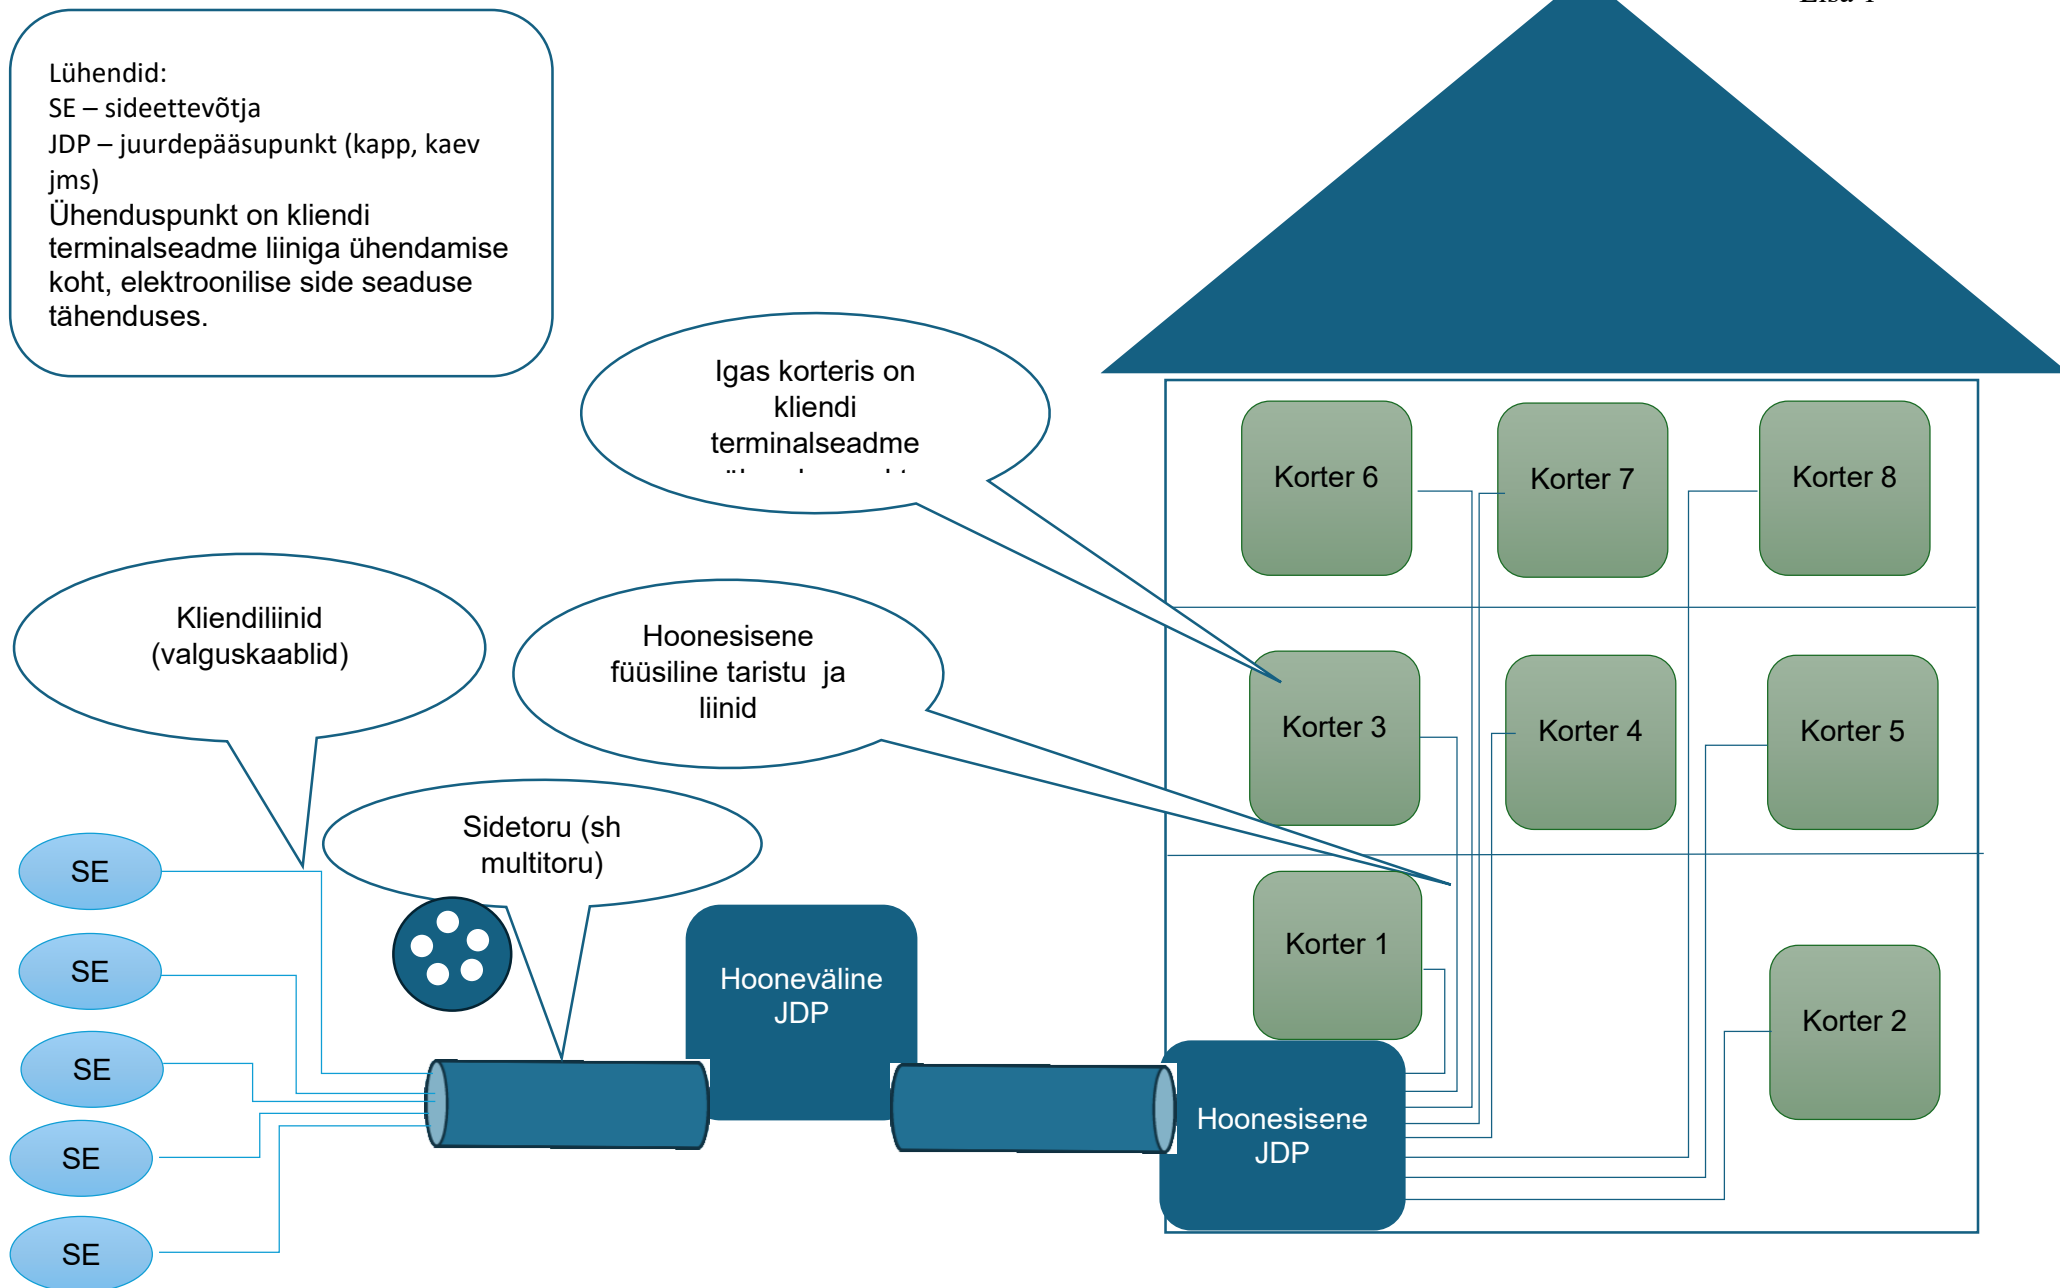 Lühendid:
SE – sideettevõtja
JDP – juurdepääsupunkt (kapp, kaev
jms)
Ühenduspunkt on kliendi
terminalseadme liiniga ühendamise
koht, elektroonilise side seaduse
tähenduses.
Igas korteris on
kliendi
terminalseadme
Korter 6
Korter 7
Korter 8
Kliendiliinid
(valguskaablid)
Hoonesisene
füüsiline taristu ja
liinid
Korter 3
Korter 4
Korter 5
Sidetoru (sh
multitoru)
SE
SE
SE
SE
SE
Hooneväline
JDP
Korter 1
Korter 2
Hoonesisene
JDP